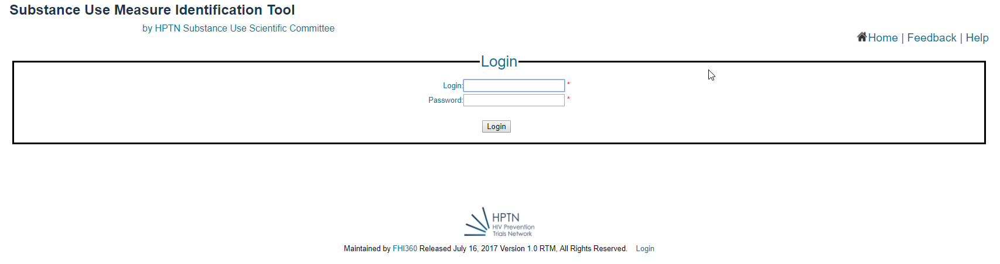 Substance Use Measure Identification Tool
by HPTN Substance Use Scientific Committee
Home | Feedback | Help
Login
Login: *
Password: *
Login
HPTN
HIV Prevention
Trials Network
Maintained by FHI360 Released July 16, 2017 Version 1.0 RTM, All Rights Reserved. Login